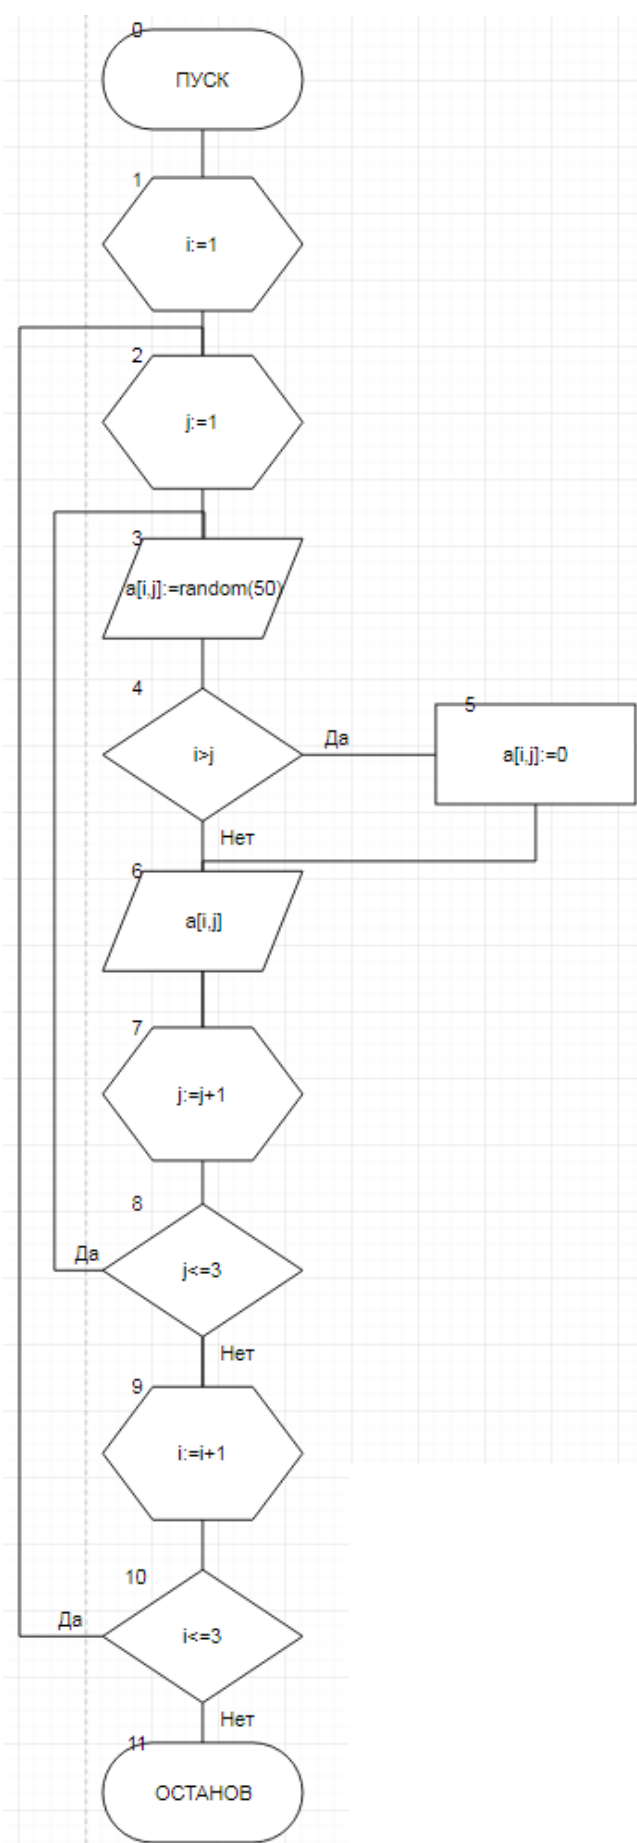 0
ПУСК
1
i:=1
2
j:=1
3
a[i,j]:=random(50)
4
i>j
Да
5
a[i,j]:=0
Нет
6
a[i,j]
7
j:=j+1
8
Да
j<=3
Нет
9
i:=i+1
10
Да
i<=3
Нет
11
ОСТАНОВ